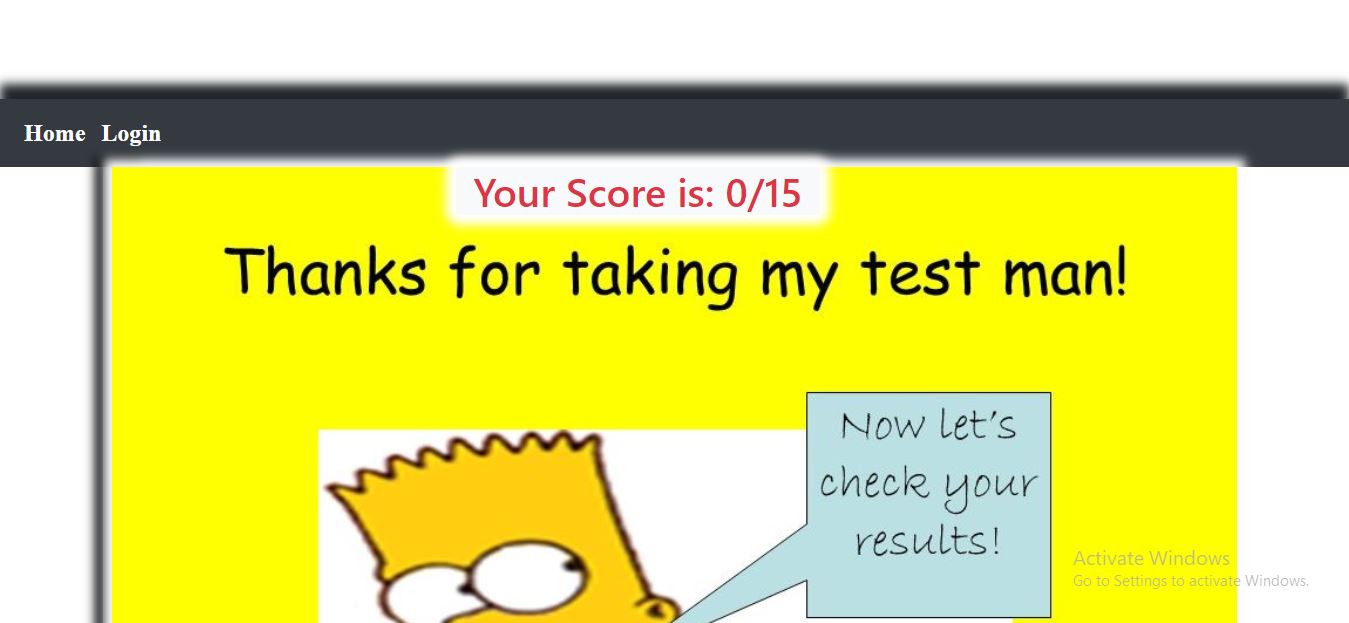 Home Login
Your Score is: 0/15
Thanks for taking my test man!
Now let's
check your
results!
Activate Windows
Go to Settings to activate Windows.